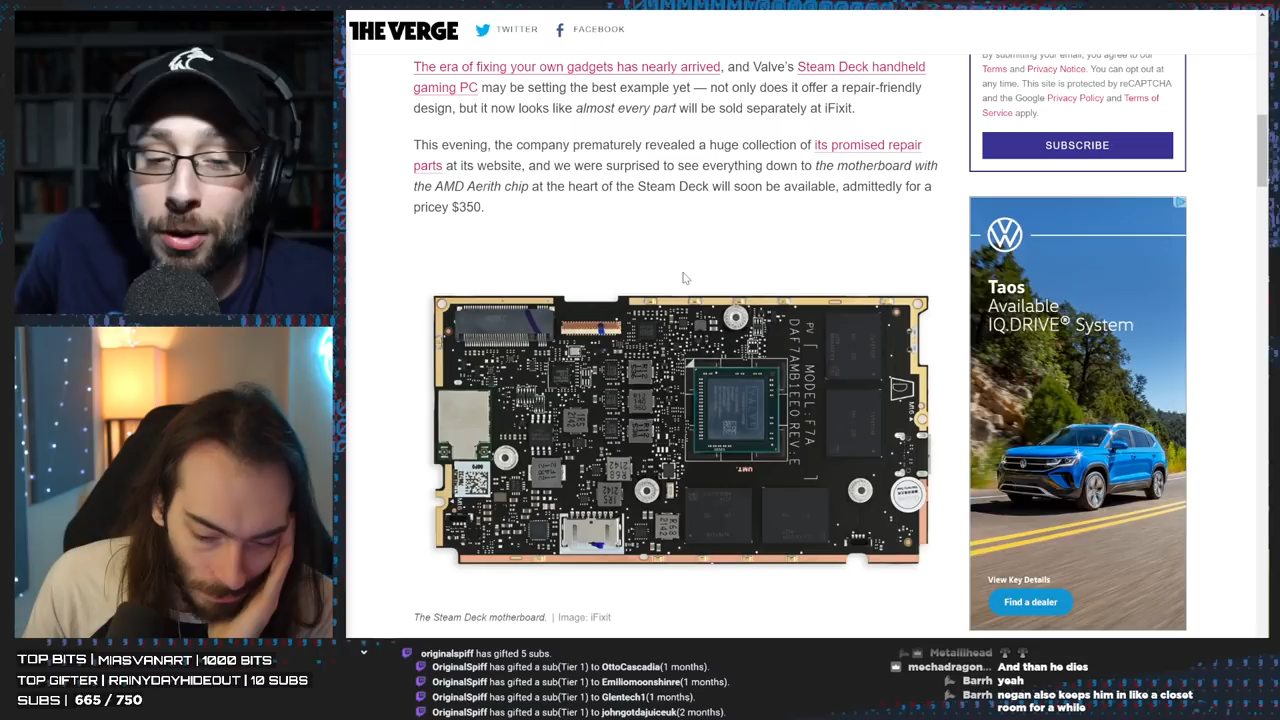 THE VERGE
TWITTER
FACEBOOK
The era of fixing your own gadgets has nearly arrived, and Valve's Steam Deck handheld
gaming PC may be setting the best example yet — not only does it offer a repair-friendly
design, but it now looks like almost every part will be sold separately at iFixit.
This evening, the company prematurely revealed a huge collection of its promised repair
parts at its website, and we were surprised to see everything down to the motherboard with
the AMD Aerith chip at the heart of the Steam Deck will soon be available, admittedly for a
pricey $350.
PV [ MODEL:F7A ]
DAF7AMB1EE0 REV:E
UMT
The Steam Deck motherboard. | Image: iFixit
By submitting your email, you agree to our
Terms and Privacy Notice. You can opt out at
any time. This site is protected by reCAPTCHA
and the Google Privacy Policy and Terms of
Service apply.
SUBSCRIBE
Taos
Available
IQ.DRIVE® System
View Key Details
Find a dealer
TOP BITS | MIASVANART | 1000 BITS
TOP GIFTER | RAINYDAYHIDEOUT | 10 SUBS
SUBS | 665 / 750
originalspiff has gifted 5 subs.
OriginalSpiff has gifted a sub(Tier 1) to OttoCascadia(1 months).
OriginalSpiff has gifted a sub(Tier 1) to Emiliomoonshinre(1 months).
OriginalSpiff has gifted a sub(Tier 1) to Glentech1(1 months).
OriginalSpiff has gifted a sub(Tier 1) to johngotdajuiceuk(2 months).
Metalllhead
mechadragon... And than he dies
Barrh yeah
Barrh negan also keeps him in like a closet
room for a while